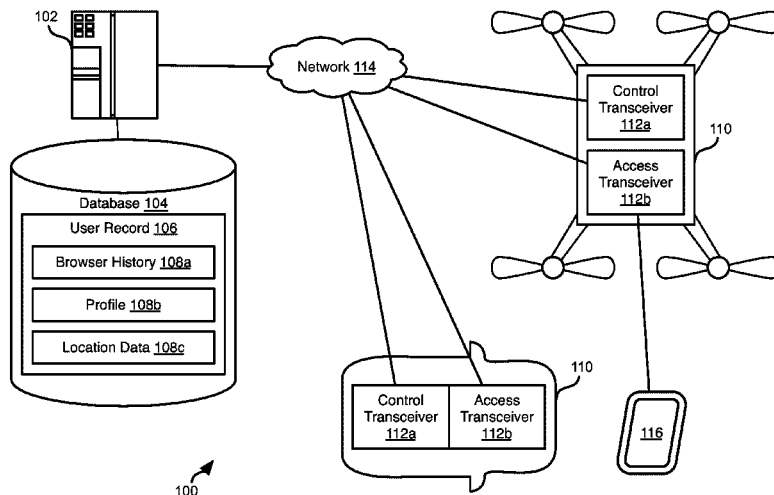 102
Network 114
Control
Transceiver
112a
110
Access
Transceiver
112b
Database 104
User Record 106
Browser History 108a
Profile 108b
Location Data 108c
110
Control
Transceiver
112a
Access
Transceiver
112b
116
100